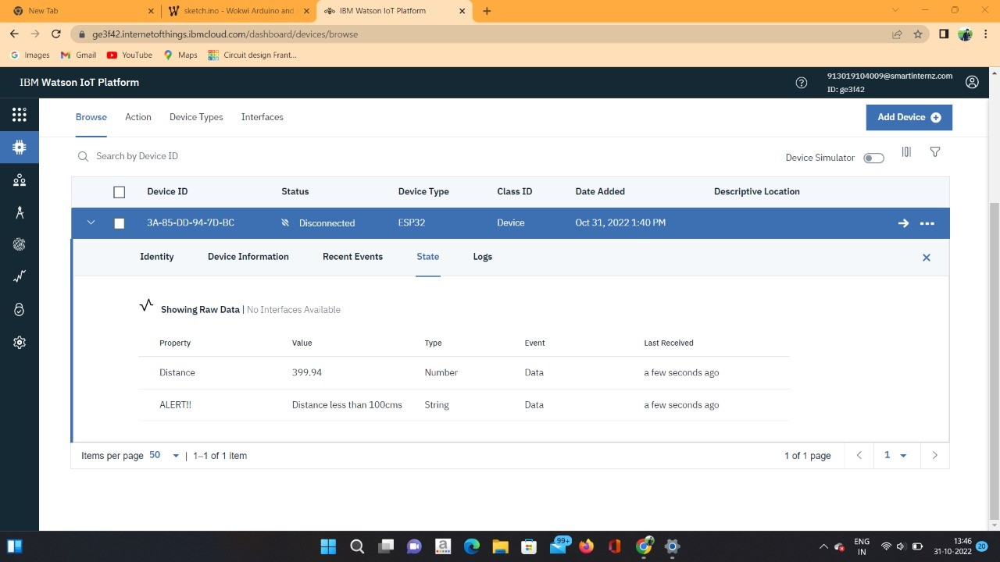 New Tab
sketch.ino - Wokwi Arduino and
IBM Watson IoT Platform
ge3f42.internetofthings.ibmcloud.com/dashboard/devices/browse
Images
Gmail
YouTube
Maps
Circuit design Frant...
IBM Watson IoT Platform
913019104009@smartinternz.com
ID: ge3f42
Browse
Action
Device Types
Interfaces
Add Device
Search by Device ID
Device Simulator
Device ID Status Device Type Class ID Date Added Descriptive Location
3A-85-DD-94-7D-BC Disconnected ESP32 Device Oct 31, 2022 1:40 PM
Identity Device Information Recent Events State Logs
Showing Raw Data | No Interfaces Available
Property Value Type Event Last Received
Distance 399.94 Number Data a few seconds ago
ALERT!! Distance less than 100cms String Data a few seconds ago
Items per page 50 | 1–1 of 1 item
1 of 1 page
1
99+
ENG
IN
13:46
31-10-2022
20